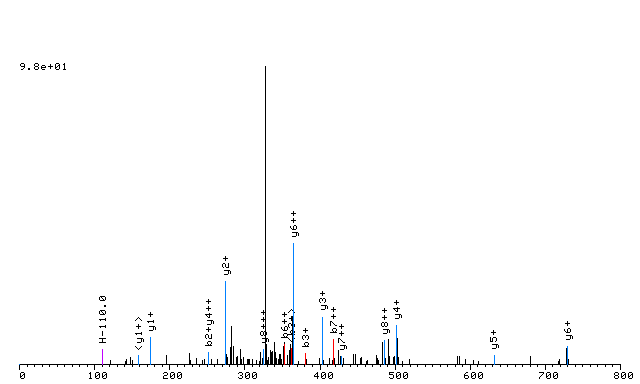 9.8e+01
H-110.0
<y1+>
y1+
b2+y4++
y2+
y8+++
b6++
y6++
b3+
y3+
b7++
y7++
y8++
y4+
y5+
y6+
0 100 200 300 400 500 600 700 800